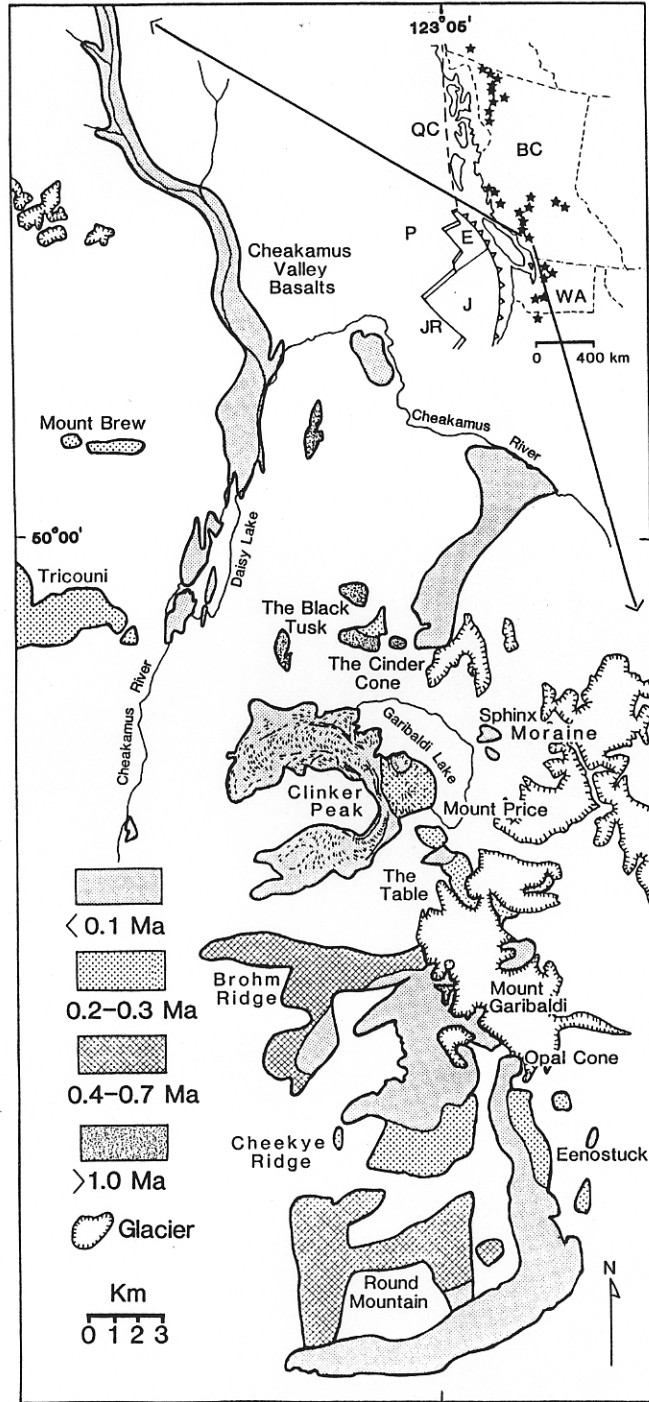 123°05'
QC
BC
P
E
J
WA
JR
0 400 km
Cheakamus
Valley
Basalts
Cheakamus
River
Mount Brew
50°00'
Daisy Lake
Tricouni
The Black
Tusk
The Cinder
Cone
Cheakamus River
Sphinx
Moraine
Garibaldi
Lake
Clinker
Peak
Mount Price
The
Table
< 0.1 Ma
0.2–0.3 Ma
0.4–0.7 Ma
>1.0 Ma
Glacier
Km
0 1 2 3
Brohm
Ridge
Mount
Garibaldi
Opal Cone
Cheekye
Ridge
Eenostuck
Round
Mountain
N